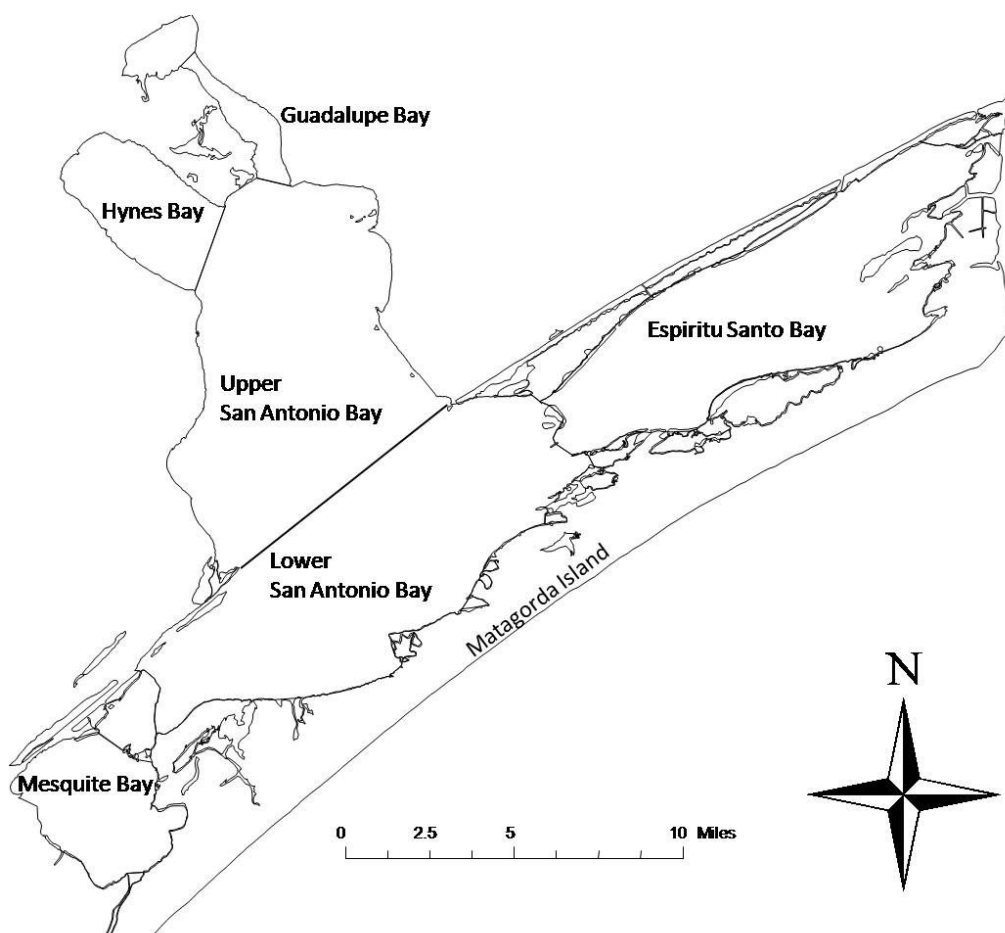 Guadalupe Bay
Hynes Bay
Espiritu Santo Bay
Upper
San Antonio Bay
Lower
San Antonio Bay
Matagorda Island
Mesquite Bay
N
0 2.5 5 10 Miles